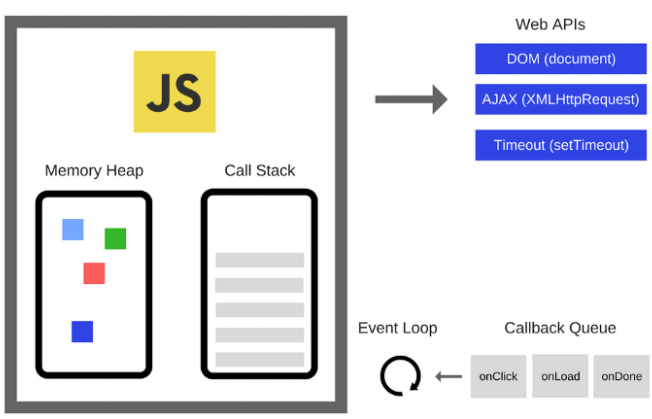 JS
Memory Heap
Call Stack
Web APIs
DOM (document)
AJAX (XMLHttpRequest)
Timeout (setTimeout)
Event Loop
Callback Queue
onClick
onLoad
onDone